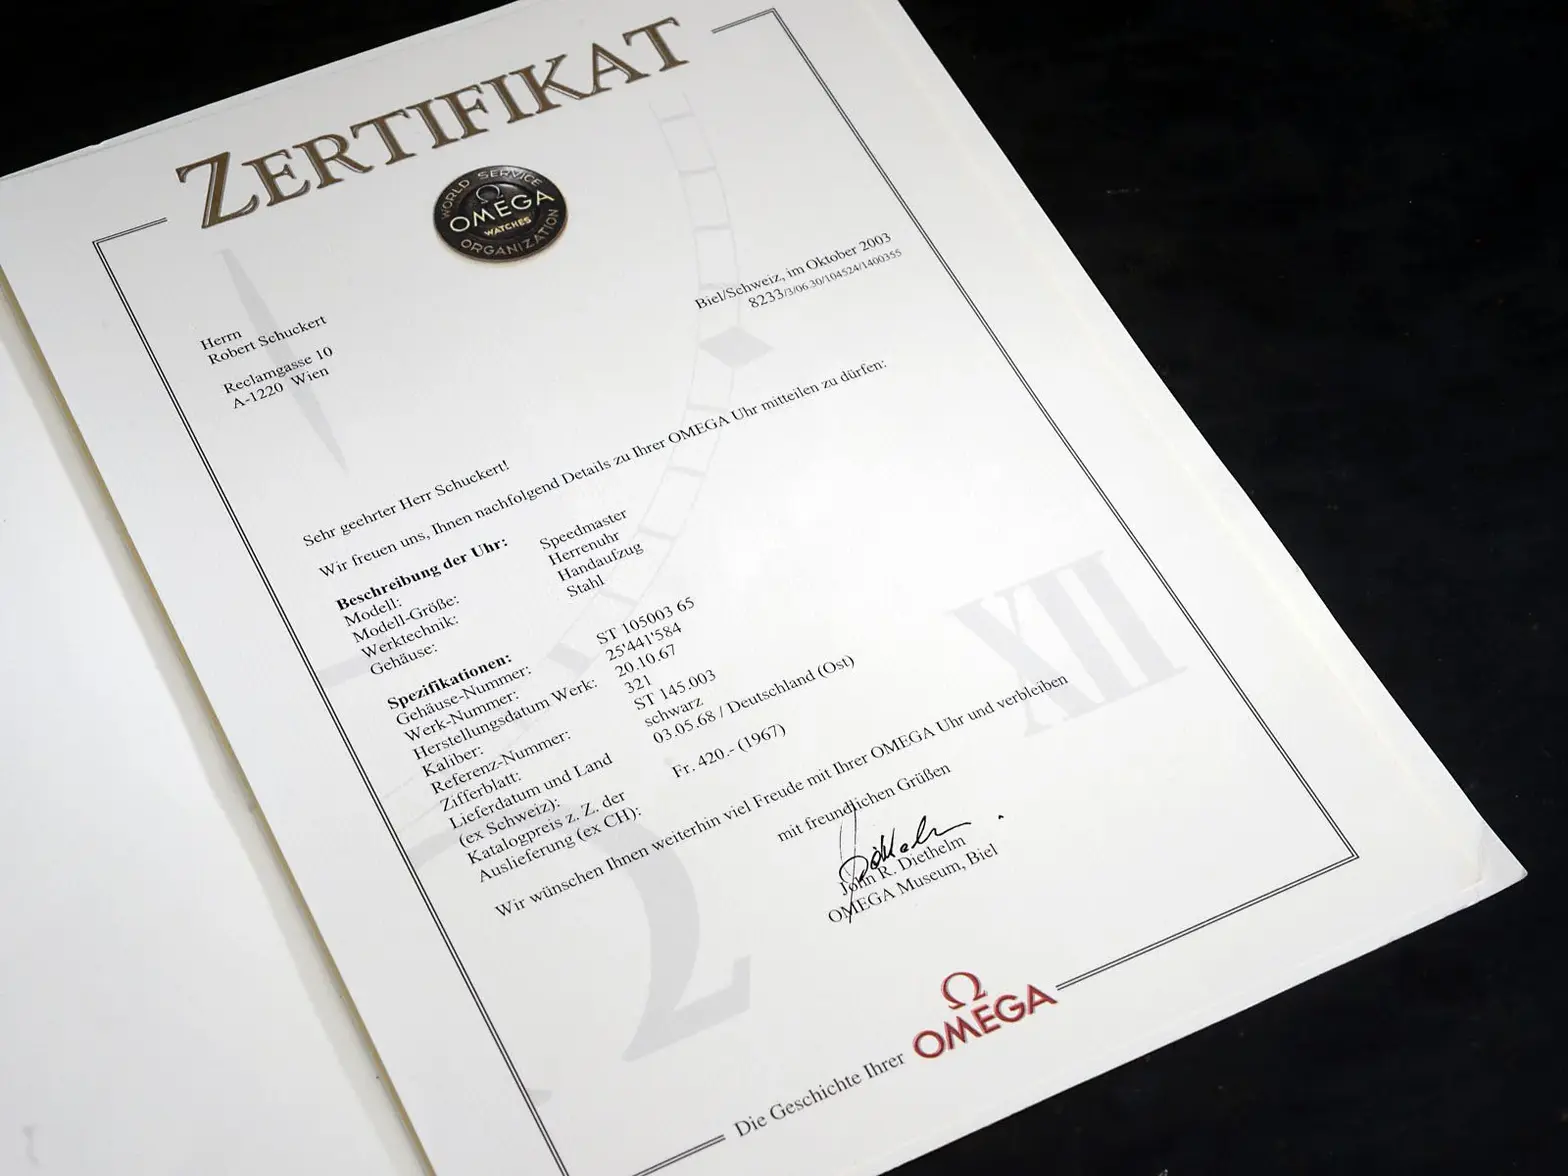 ZERTIFIKAT
WORLD SERVICE
Ω
OMEGA
WATCHES
ORGANIZATION
Biel/Schweiz, im Oktober 2003
8233/3/06.30/104524/1400355
Herrn
Robert Schuckert
Reclamgasse 10
A-1220 Wien
Sehr geehrter Herr Schuckert!
Wir freuen uns, Ihnen nachfolgend Details zu Ihrer OMEGA Uhr mitteilen zu dürfen:
Beschreibung der Uhr:
Modell: Speedmaster
Modell-Größe: Herrenuhr
Werktechnik: Handaufzug
Gehäuse: Stahl
Spezifikationen:
Gehäuse-Nummer: ST 105003 65
Werk-Nummer: 25'441'584
Herstellungsdatum Werk: 20.10.67
Kaliber: 321
Referenz-Nummer: ST 145.003
Zifferblatt: schwarz
Lieferdatum und Land 03.05.68 / Deutschland (Ost)
(ex Schweiz):
Katalogpreis z. Z. der Fr. 420.- (1967)
Auslieferung (ex CH):
Wir wünschen Ihnen weiterhin viel Freude mit Ihrer OMEGA Uhr und verbleiben
mit freundlichen Grüßen
John R. Diethelm
OMEGA Museum, Biel
XII
2
Die Geschichte Ihrer Ω OMEGA